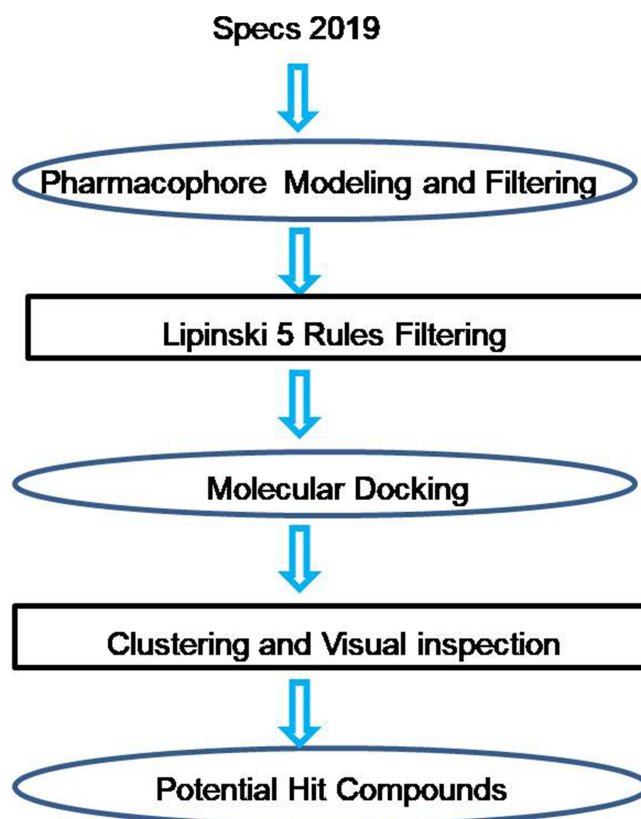 Specs 2019
Pharmacophore Modeling and Filtering
Lipinski 5 Rules Filtering
Molecular Docking
Clustering and Visual inspection
Potential Hit Compounds